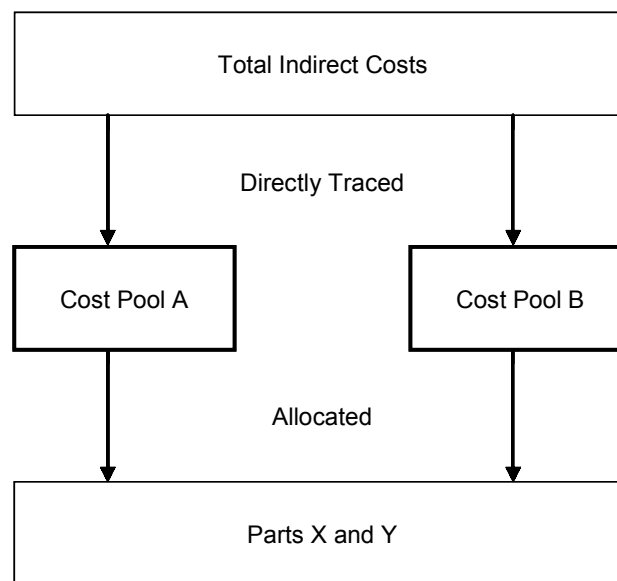 Total Indirect Costs
Directly Traced
Cost Pool A
Cost Pool B
Allocated
Parts X and Y